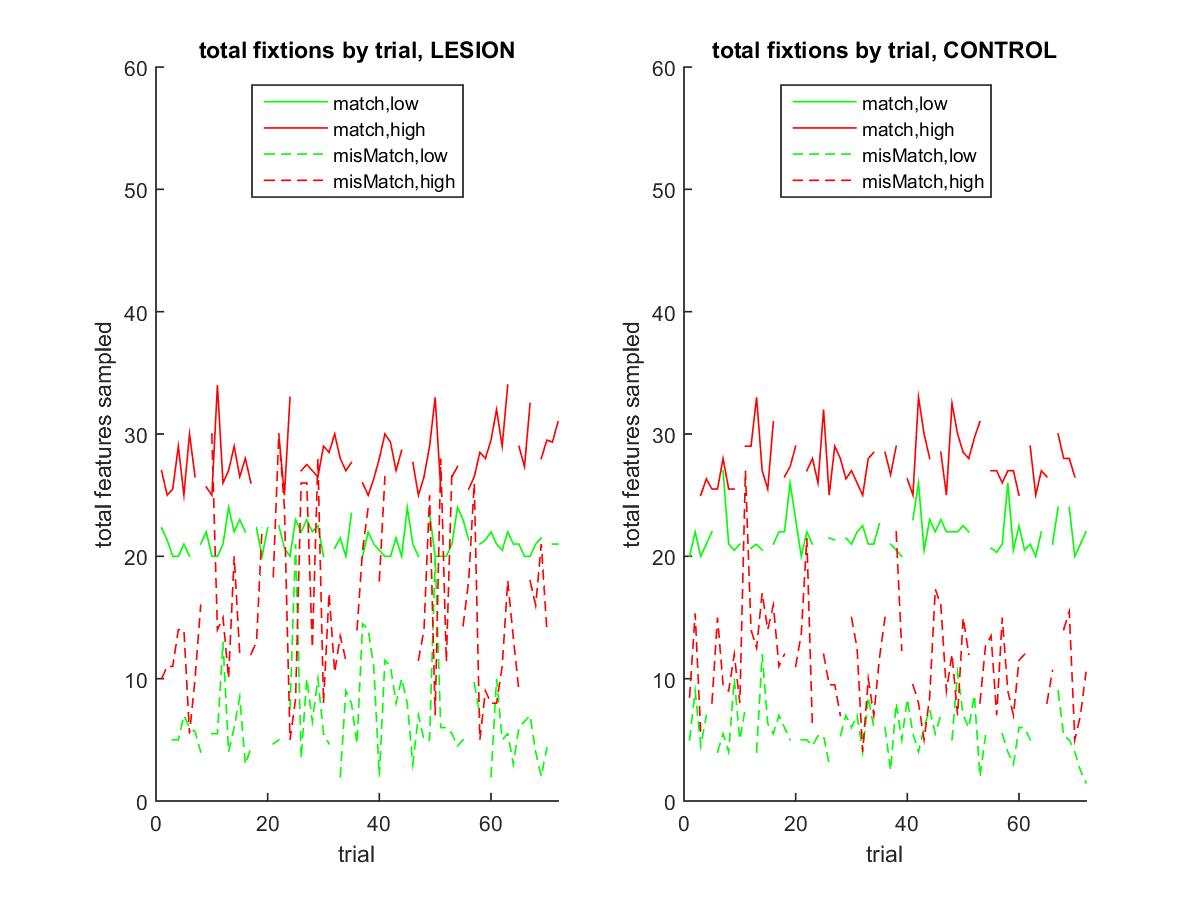 total fixtions by trial, LESION
60
50
40
30
20
10
0
total features sampled
match,low
match,high
misMatch,low
misMatch,high
0
20
40
60
trial
total fixtions by trial, CONTROL
60
50
40
30
20
10
0
total features sampled
match,low
match,high
misMatch,low
misMatch,high
0
20
40
60
trial